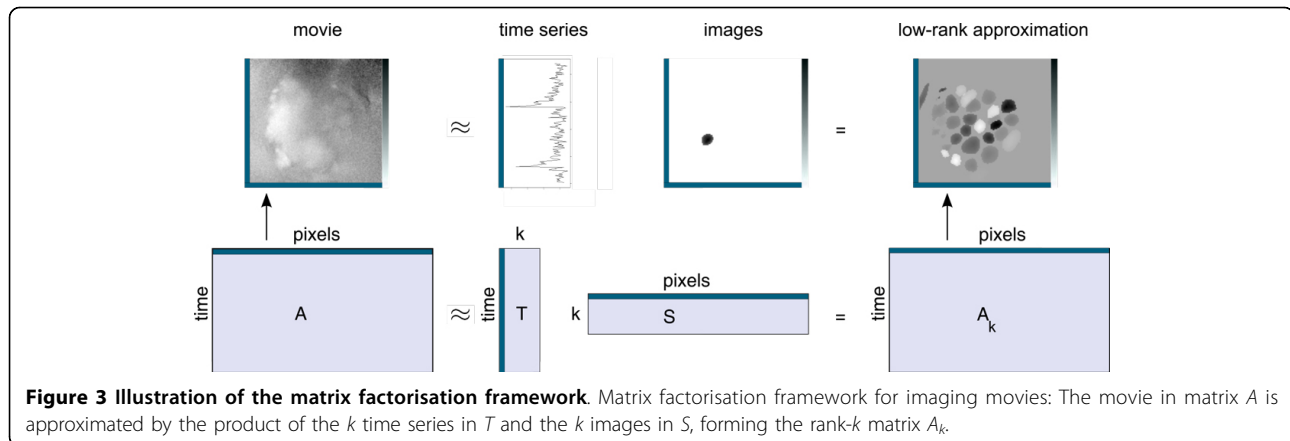 movie time series images low-rank approximation
≈ =
pixels k pixels
time A ≈ time T k pixels S = time A_k
Figure 3 Illustration of the matrix factorisation framework. Matrix factorisation framework for imaging movies: The movie in matrix A is
approximated by the product of the k time series in T and the k images in S, forming the rank-k matrix A_k.